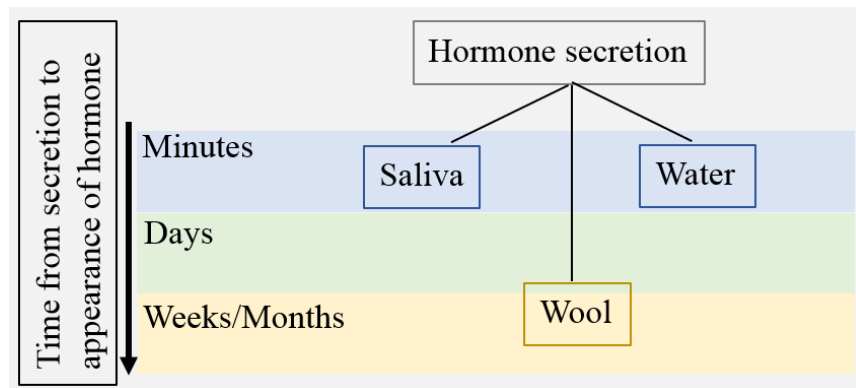 Time from secretion to
appearance of hormone
Hormone secretion
Minutes
Saliva
Water
Days
Weeks/Months
Wool